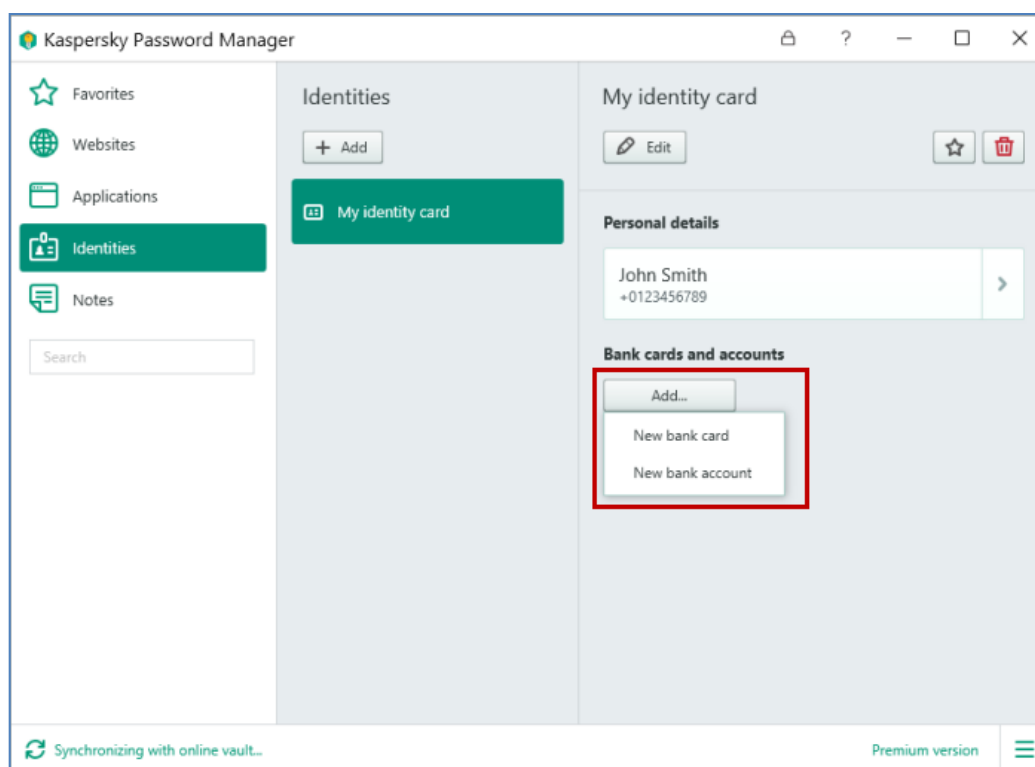 Kaspersky Password Manager
?
Favorites
Websites
Applications
Identities
Notes
Search
Identities
+ Add
My identity card
My identity card
Edit
Personal details
John Smith
+0123456789
Bank cards and accounts
Add...
New bank card
New bank account
Synchronizing with online vault...
Premium version